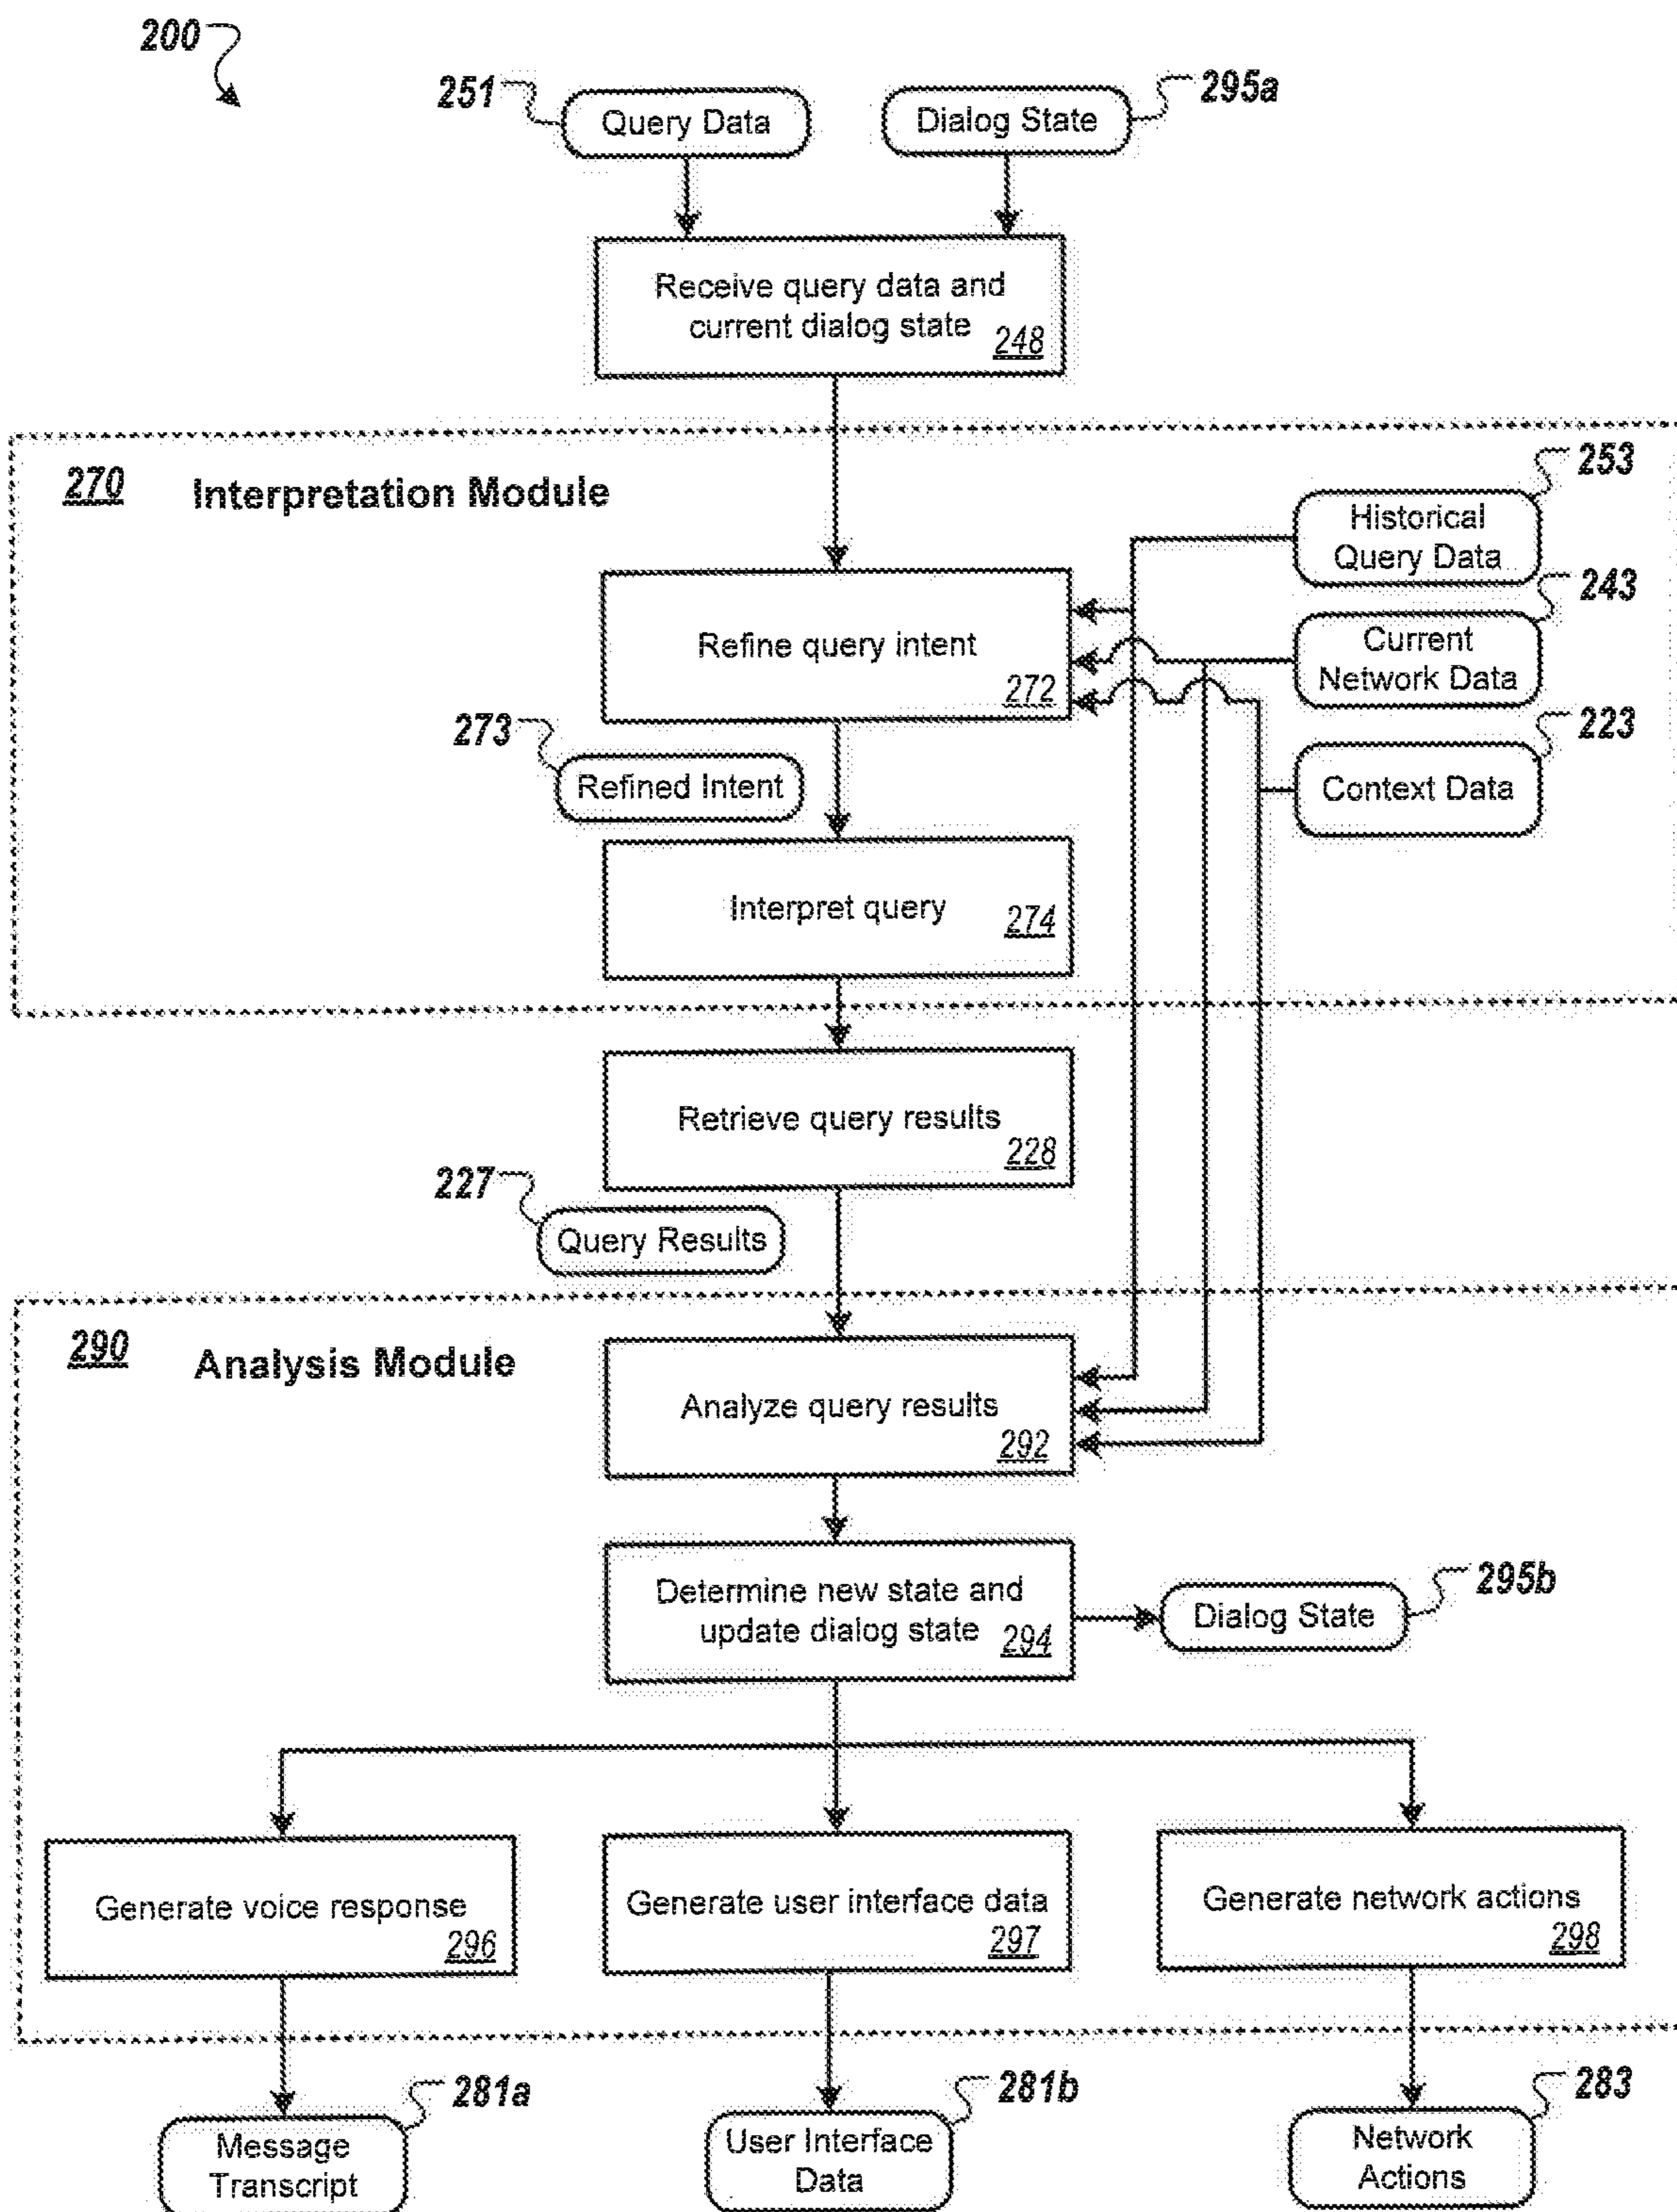 200
251
Query Data
Dialog State
295a
Receive query data and
current dialog state
248
270
Interpretation Module
253
Historical
Query Data
243
Current
Network Data
223
Context Data
Refine query intent
272
273
Refined Intent
Interpret query
274
Retrieve query results
228
227
Query Results
290
Analysis Module
Analyze query results
292
Determine new state and
update dialog state
294
Dialog State
295b
Generate voice response
296
Generate user interface data
297
Generate network actions
298
281a
Message
Transcript
281b
User Interface
Data
283
Network
Actions